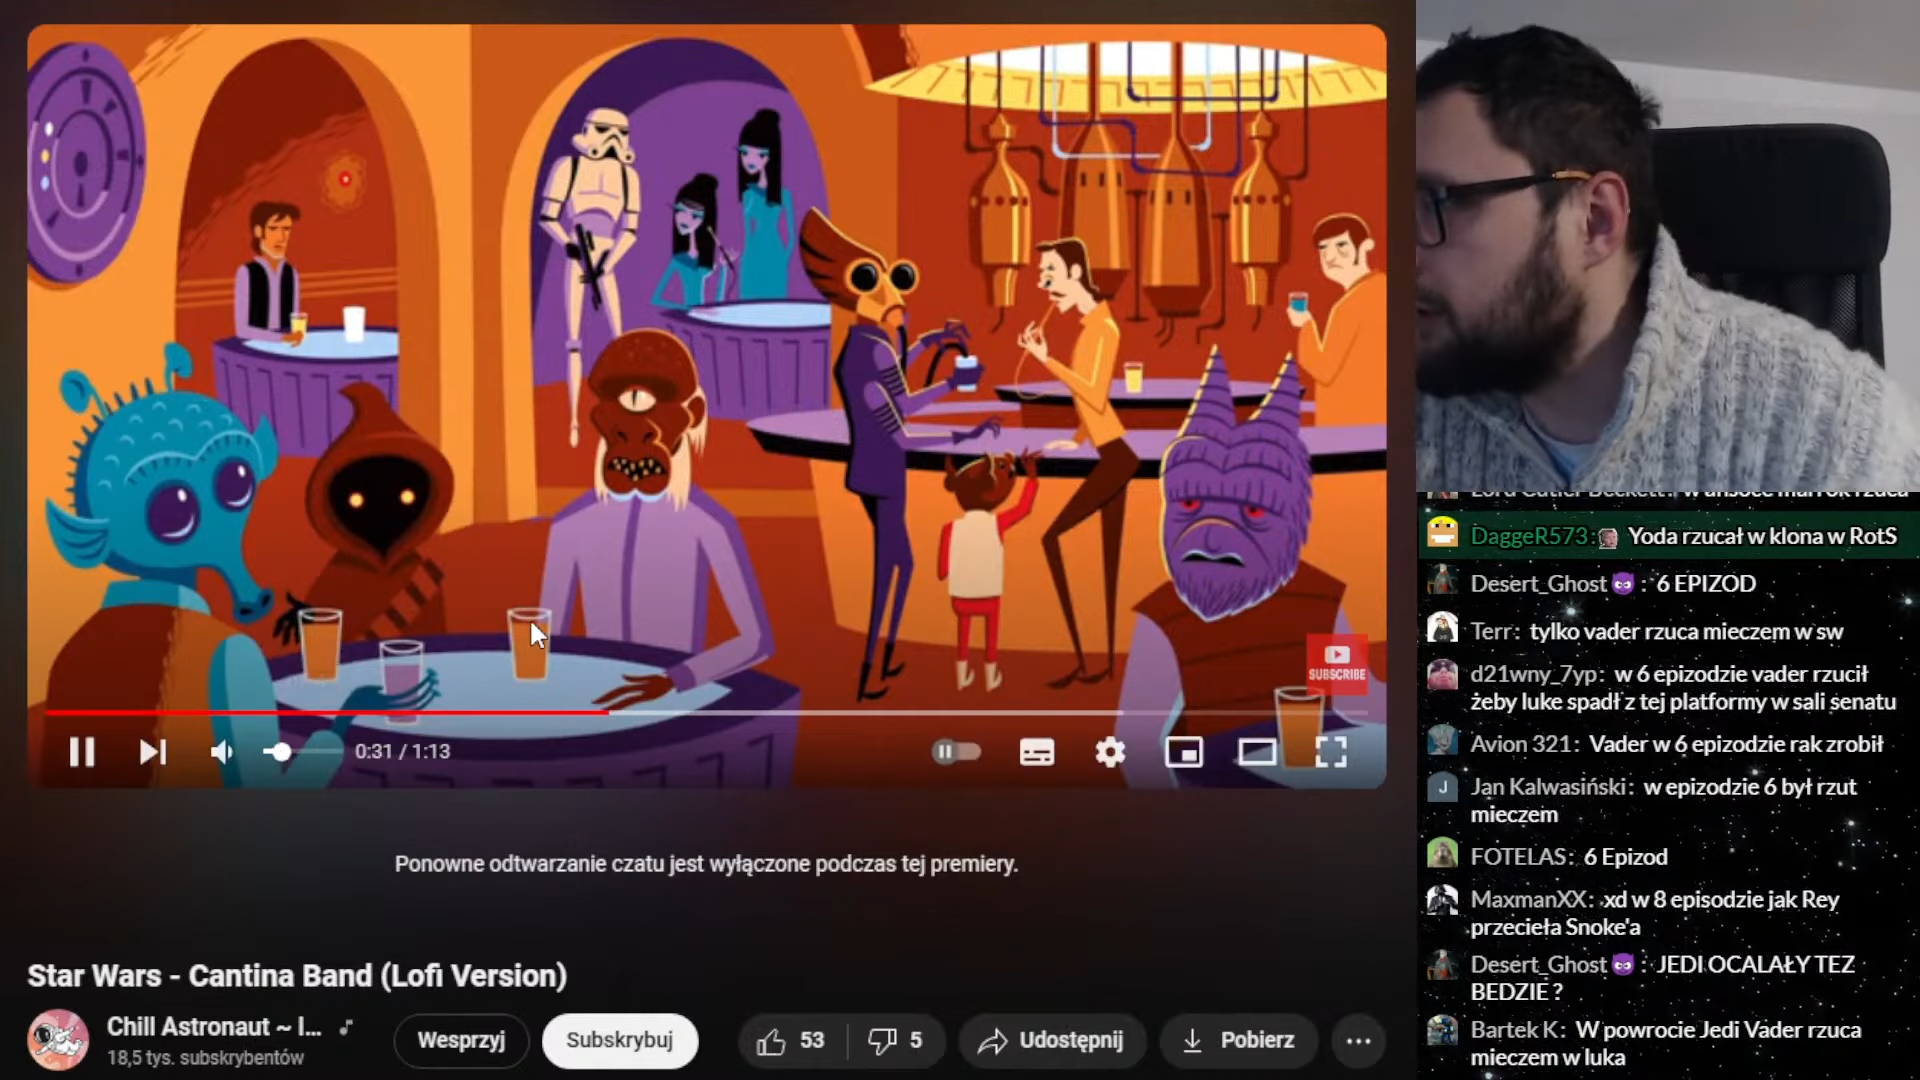 SUBSCRIBE
0:31 / 1:13
Ponowne odtwarzanie czatu jest wyłączone podczas tej premiery.
Star Wars - Cantina Band (Lofi Version)
Chill Astronaut ~ l...
18,5 tys. subskrybentów
Wesprzyj
Subskrybuj
53
5
Udostępnij
Pobierz
DaggeR573: Yoda rzucał w klona w RotS
Desert_Ghost : 6 EPIZOD
Terr: tylko vader rzuca mieczem w sw
d21wny_7yp: w 6 epizodzie vader rzucił
żeby luke spadł z tej platformy w sali senatu
Avion 321: Vader w 6 epizodzie rak zrobił
J
Jan Kalwasiński: w epizodzie 6 był rzut
mieczem
FOTELAS: 6 Epizod
MaxmanXX: xd w 8 episodzie jak Rey
przecieła Snoke'a
Desert_Ghost : JEDI OCALAŁY TEZ
BEDZIE ?
Bartek K: W powrocie Jedi Vader rzuca
mieczem w luka